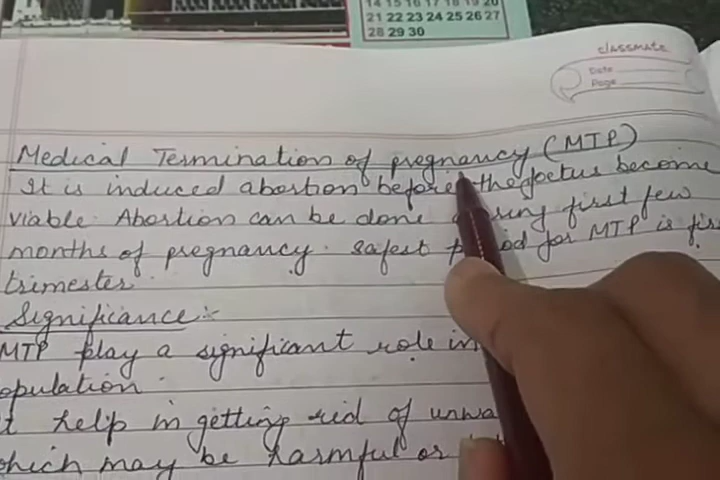 14 15 16 17 18 19 20
21 22 23 24 25 26 27
28 29 30
classmate
Date
Page
Medical Termination of pregnancy (MTP)
It is induced abortion before the foetus become
viable. Abortion can be done first few
months of pregnancy. safest for MTP is
trimester.
Significance :-
MTP play a significant role in
help in getting rid of
may be harmful or